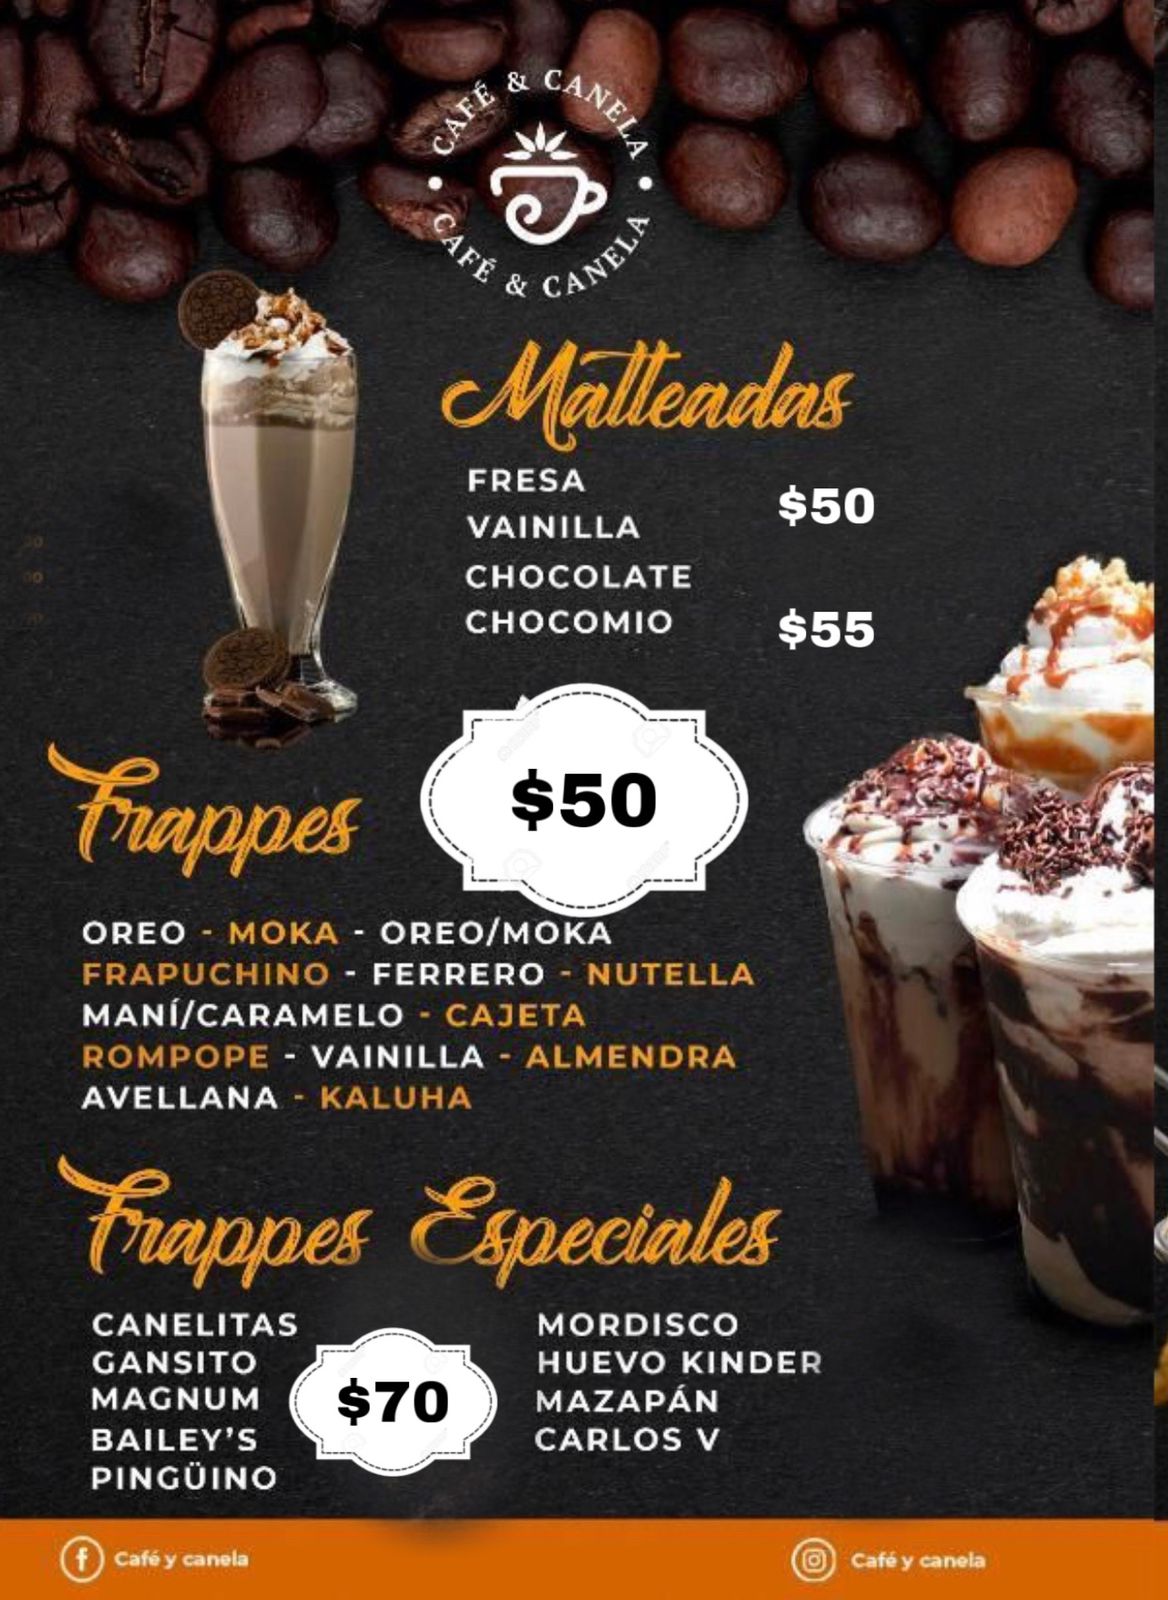 CAFÉ & CANELA
CAFÉ & CANELA
Malteadas
FRESA
VAINILLA
$50
CHOCOLATE
CHOCOMIO
$55
Frappes
$50
OREO - MOKA - OREO/MOKA
FRAPUCHINO - FERRERO - NUTELLA
MANÍ/CARAMELO - CAJETA
ROMPOPE - VAINILLA - ALMENDRA
AVELLANA - KALUHA
Frappes Especiales
CANELITAS
GANSITO
MAGNUM
BAILEY'S
PINGÜINO
$70
MORDISCO
HUEVO KINDER
MAZAPÁN
CARLOS V
Café y canela
Café y canela